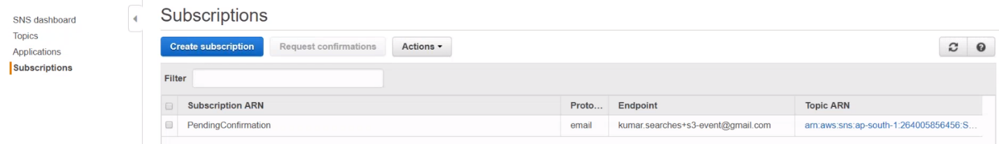 SNS dashboard
Topics
Applications
Subscriptions
Subscriptions
Create subscription
Request confirmations
Actions
Filter
Subscription ARN Proto... Endpoint Topic ARN
PendingConfirmation email kumar.searches+s3-event@gmail.com arn:aws:sns:ap-south-1:264005856456:S...